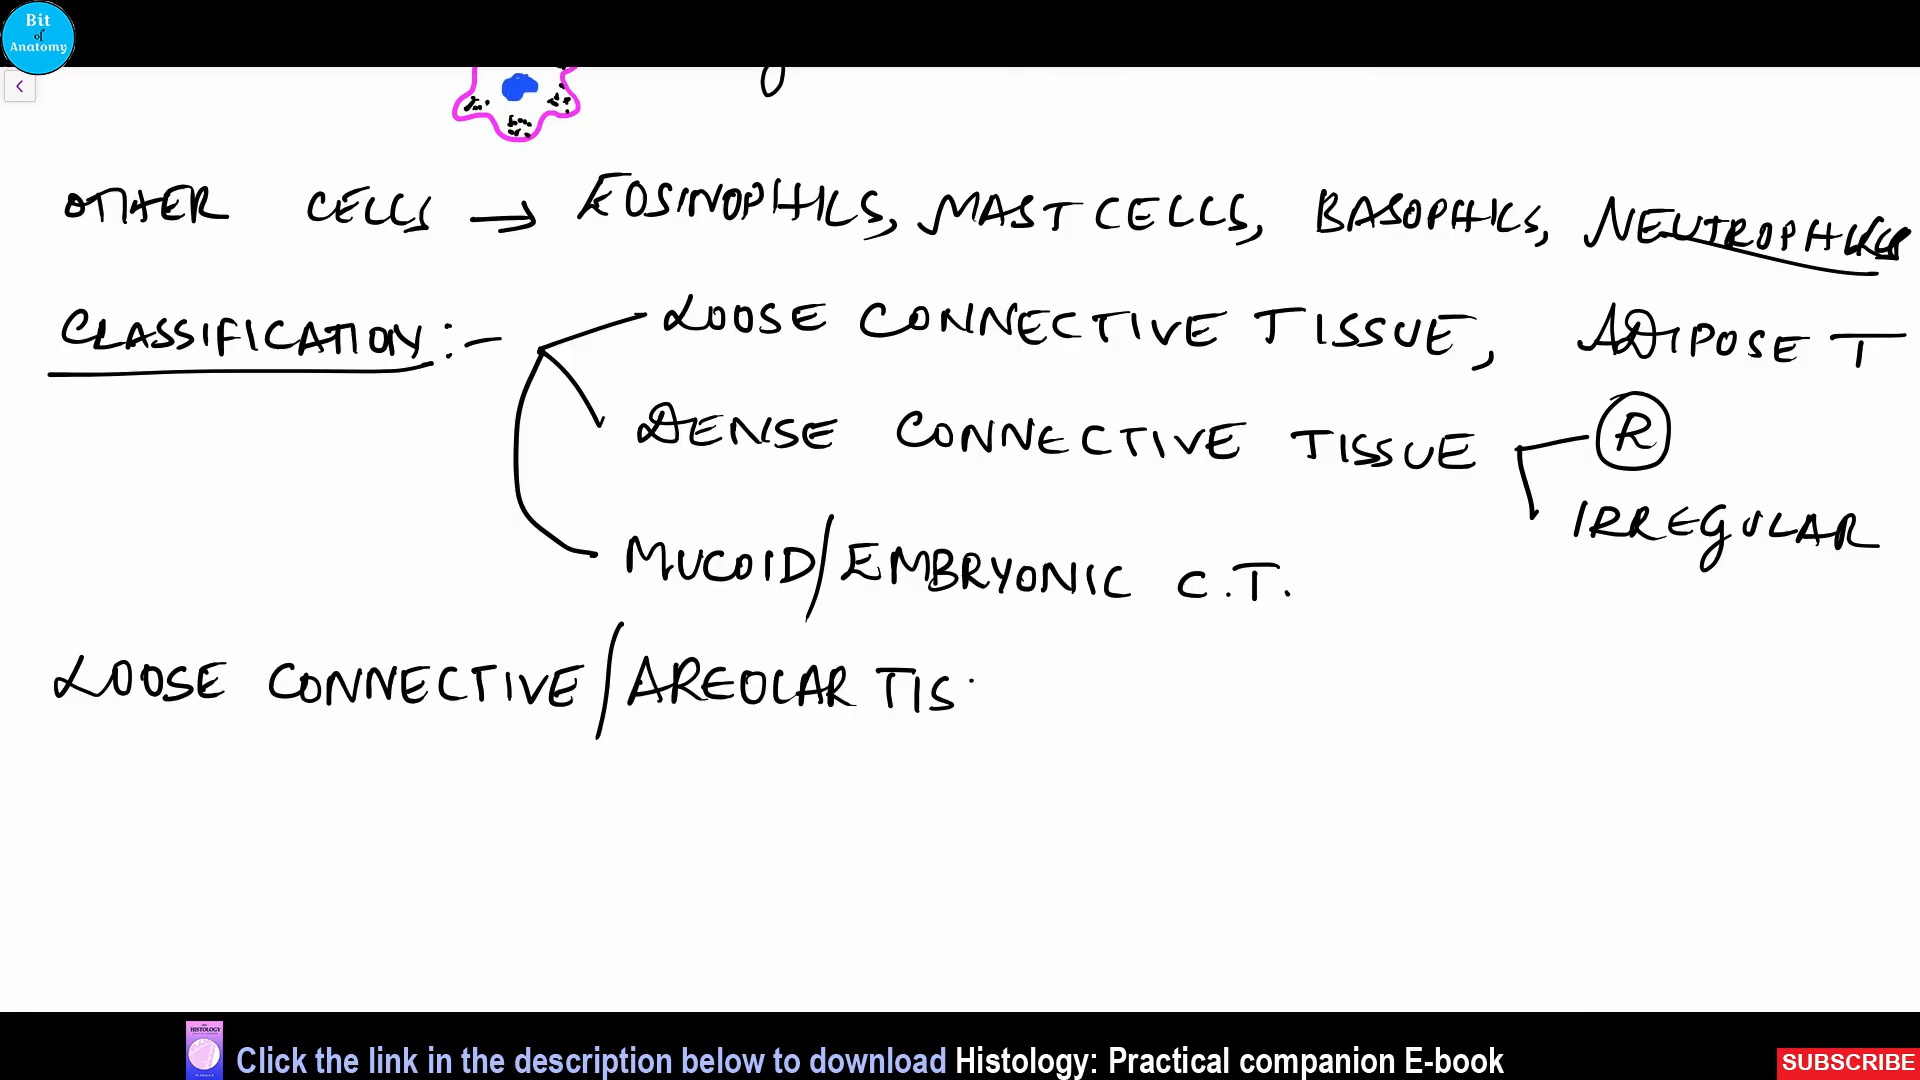 Bit
of
Anatomy
OTHER CELLS → EOSINOPHILS, MAST CELLS, BASOPHILS, NEUTROPHILS
CLASSIFICATION :- LOOSE CONNECTIVE TISSUE, ADIPOSE T
DENSE CONNECTIVE TISSUE R
IRREGULAR
MUCOID/EMBRYONIC C.T.
LOOSE CONNECTIVE/AREOLAR TIS
HISTOLOGY
Click the link in the description below to download Histology: Practical companion E-book
SUBSCRIBE